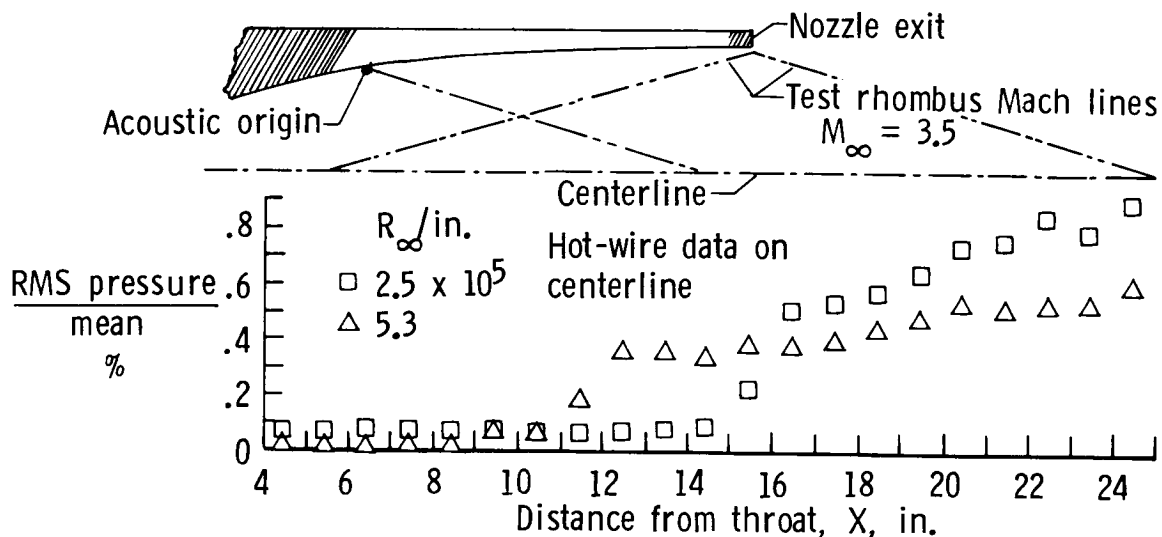 Nozzle exit
Acoustic origin
Test rhombus Mach lines
M∞ = 3.5
Centerline
RMS pressure
mean
%
.8
.6
.4
.2
0
R∞/in.
□ 2.5 x 10⁵
△ 5.3
Hot-wire data on
centerline
4 6 8 10 12 14 16 18 20 22 24
Distance from throat, X, in.